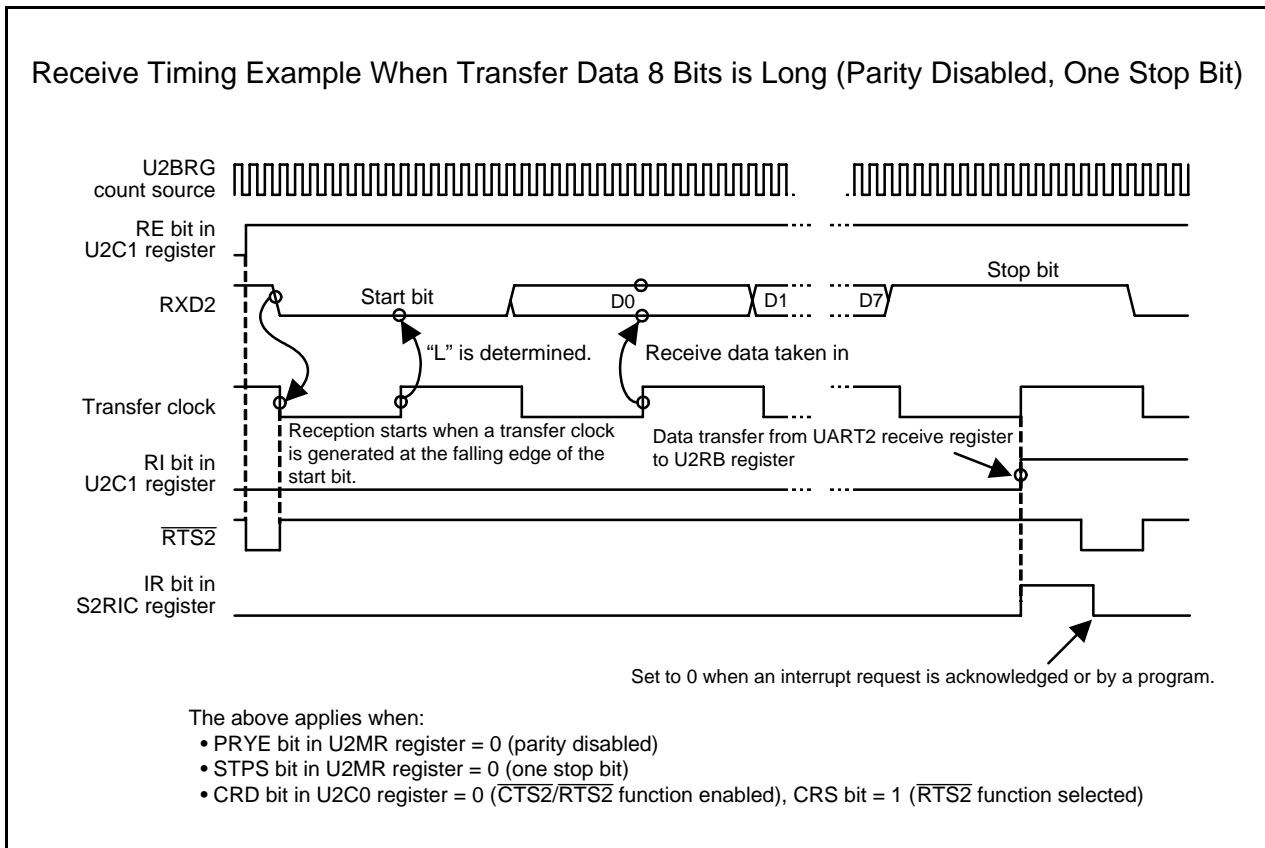 Receive Timing Example When Transfer Data 8 Bits is Long (Parity Disabled, One Stop Bit)
U2BRG
count source
RE bit in
U2C1 register
RXD2
Start bit
D0
D1
D7
Stop bit
“L” is determined.
Receive data taken in
Transfer clock
Reception starts when a transfer clock
is generated at the falling edge of the
start bit.
Data transfer from UART2 receive register
to U2RB register
RI bit in
U2C1 register
RTS2
IR bit in
S2RIC register
Set to 0 when an interrupt request is acknowledged or by a program.
The above applies when:
• PRYE bit in U2MR register = 0 (parity disabled)
• STPS bit in U2MR register = 0 (one stop bit)
• CRD bit in U2C0 register = 0 (CTS2/RTS2 function enabled), CRS bit = 1 (RTS2 function selected)